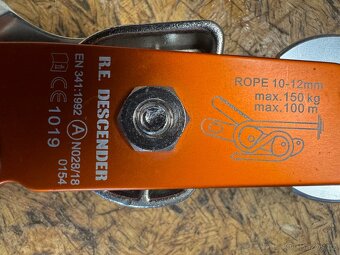 R.E. DESCENDER
EN 341:1992 A N028/18
CE 1019 0154
ROPE 10-12mm
max. 150 kg
max. 100 m